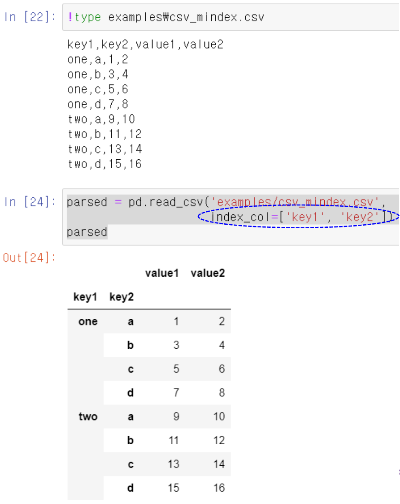 In [22]: !type examples₩csv_mindex.csv
key1,key2,value1,value2
one,a,1,2
one,b,3,4
one,c,5,6
one,d,7,8
two,a,9,10
two,b,11,12
two,c,13,14
two,d,15,16
In [24]: parsed = pd.read_csv('examples/csv_mindex.csv',
index_col=['key1', 'key2'])
parsed
Out[24]:
value1 value2
key1 key2
one a 1 2
b 3 4
c 5 6
d 7 8
two a 9 10
b 11 12
c 13 14
d 15 16